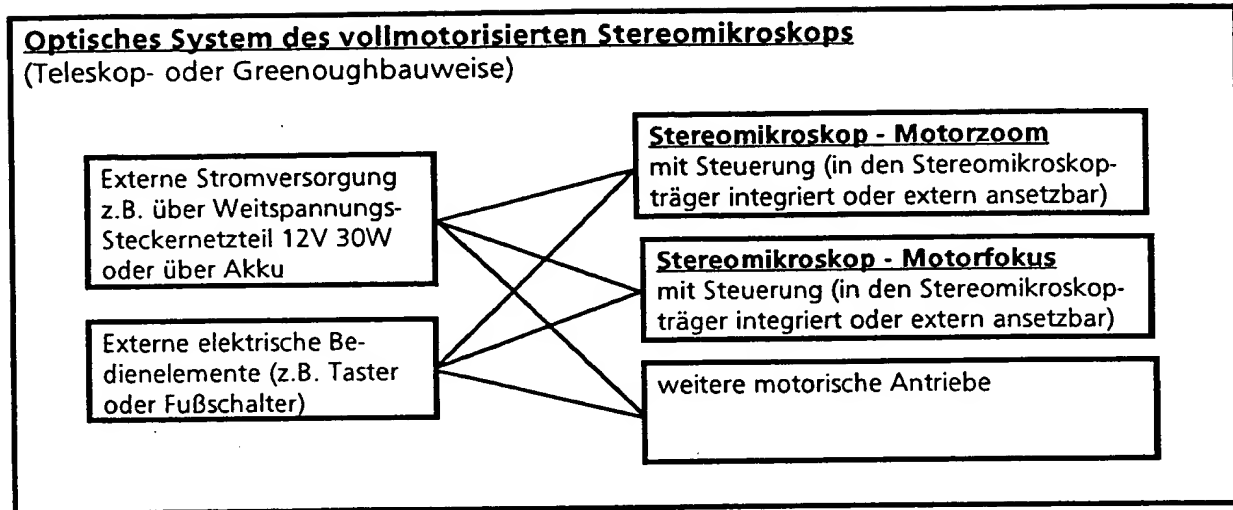 Optisches System des vollmotorisierten Stereomikroskops
(Teleskop- oder Greenoughbauweise)
Externe Stromversorgung
z.B. über Weitspannungs-
Steckernetzteil 12V 30W
oder über Akku
Externe elektrische Be-
dienelemente (z.B. Taster
oder Fußschalter)
Stereomikroskop - Motorzoom
mit Steuerung (in den Stereomikroskop-
träger integriert oder extern ansetzbar)
Stereomikroskop - Motorfokus
mit Steuerung (in den Stereomikroskop-
träger integriert oder extern ansetzbar)
weitere motorische Antriebe